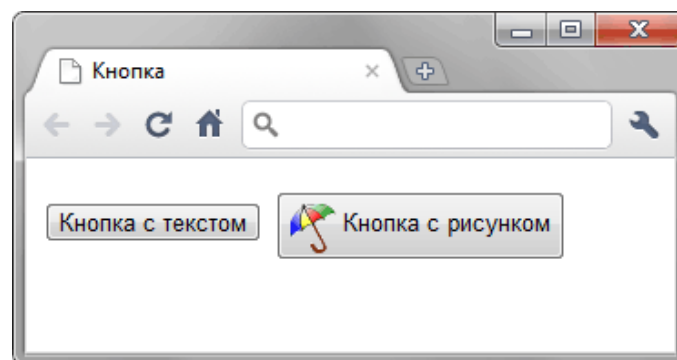 Кнопка
Кнопка с текстом
Кнопка с рисунком